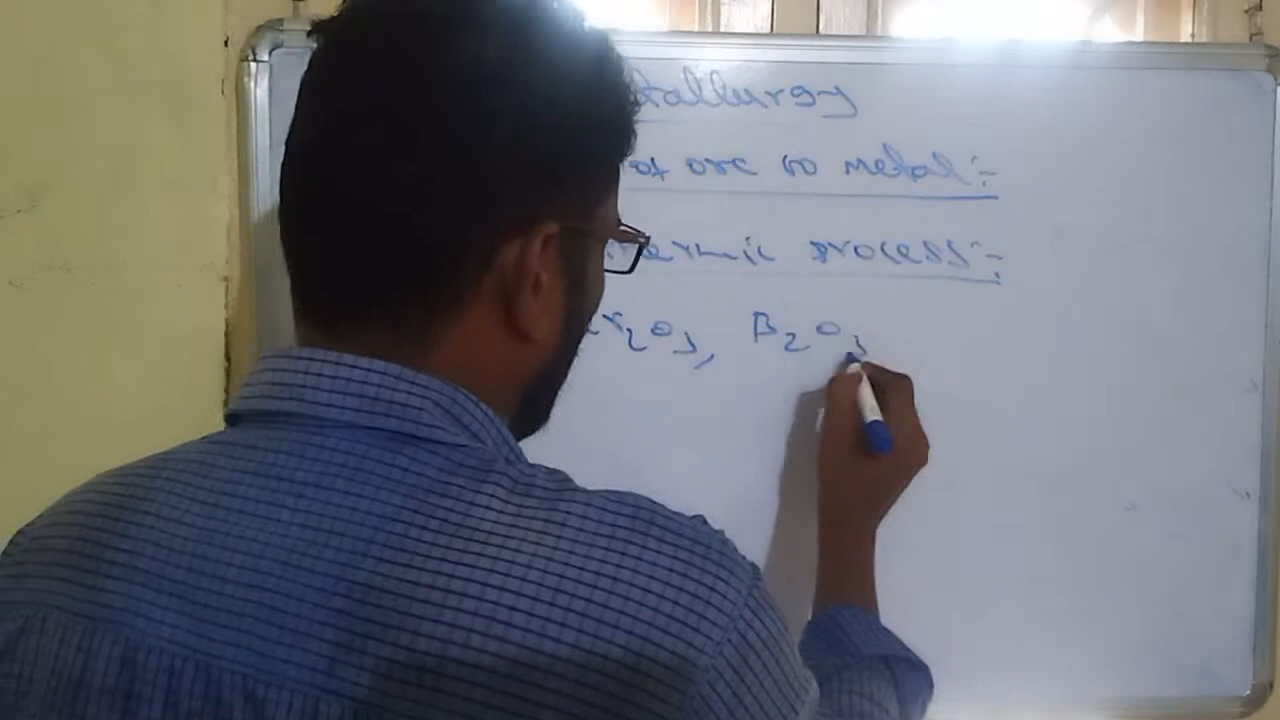 tallurgy
of ore to metal :-
ermic process :-
r2O3, B2O3